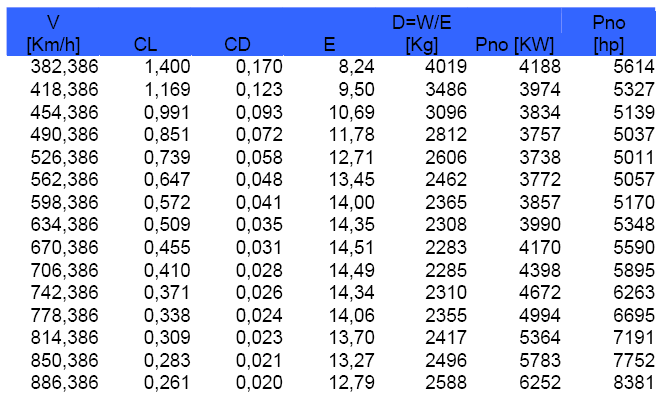 V D=W/E Pno
[Km/h] CL CD E [Kg] Pno [KW] [hp]
382,386 1,400 0,170 8,24 4019 4188 5614
418,386 1,169 0,123 9,50 3486 3974 5327
454,386 0,991 0,093 10,69 3096 3834 5139
490,386 0,851 0,072 11,78 2812 3757 5037
526,386 0,739 0,058 12,71 2606 3738 5011
562,386 0,647 0,048 13,45 2462 3772 5057
598,386 0,572 0,041 14,00 2365 3857 5170
634,386 0,509 0,035 14,35 2308 3990 5348
670,386 0,455 0,031 14,51 2283 4170 5590
706,386 0,410 0,028 14,49 2285 4398 5895
742,386 0,371 0,026 14,34 2310 4672 6263
778,386 0,338 0,024 14,06 2355 4994 6695
814,386 0,309 0,023 13,70 2417 5364 7191
850,386 0,283 0,021 13,27 2496 5783 7752
886,386 0,261 0,020 12,79 2588 6252 8381